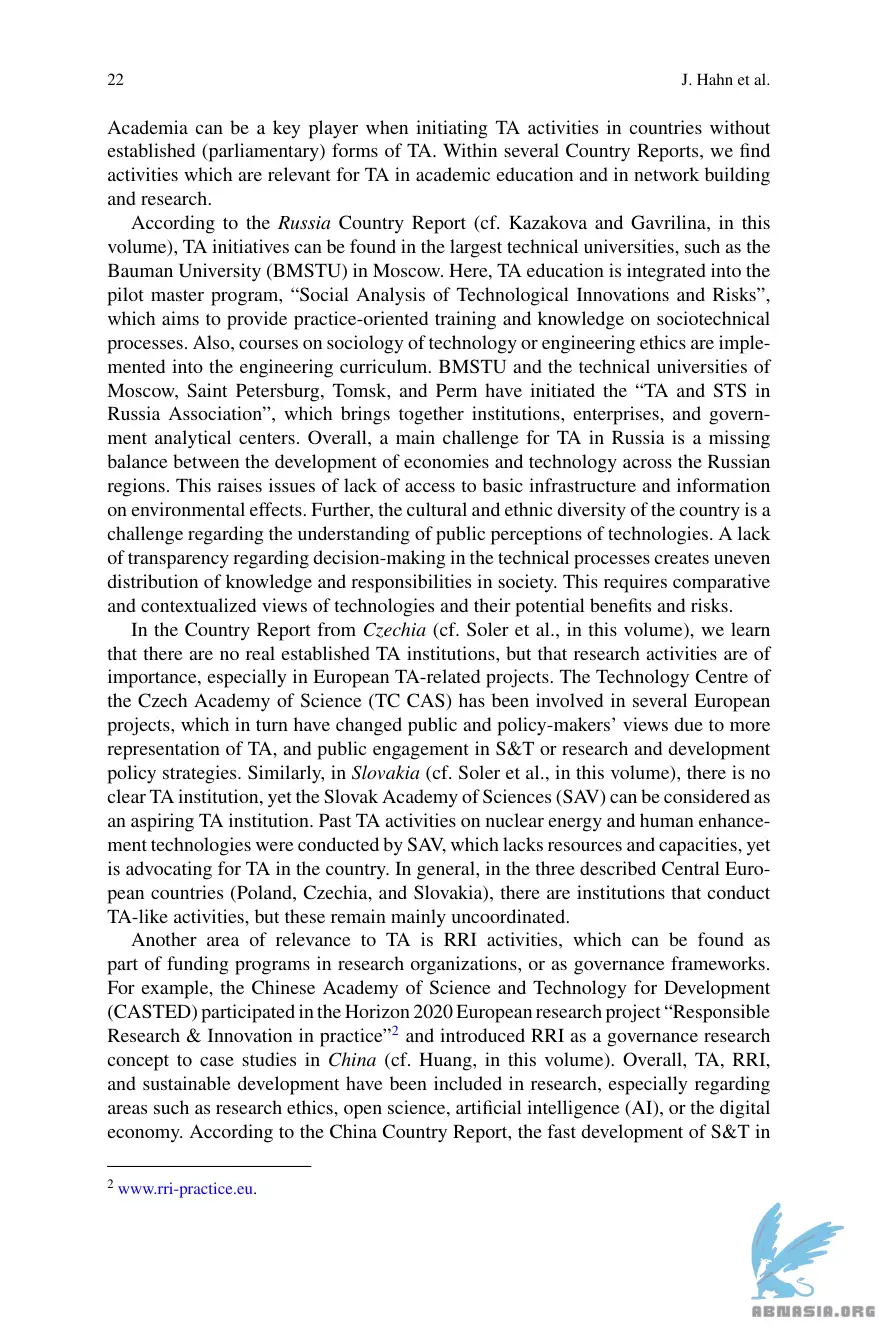 22
J. Hahn et al.
Academia can be a key player when initiating TA activities in countries without
established (parliamentary) forms of TA. Within several Country Reports, we find
activities which are relevant for TA in academic education and in network building
and research.
According to the Russia Country Report (cf. Kazakova and Gavrilina, in this
volume), TA initiatives can be found in the largest technical universities, such as the
Bauman University (BMSTU) in Moscow. Here, TA education is integrated into the
pilot master program, “Social Analysis of Technological Innovations and Risks”,
which aims to provide practice-oriented training and knowledge on sociotechnical
processes. Also, courses on sociology of technology or engineering ethics are imple-
mented into the engineering curriculum. BMSTU and the technical universities of
Moscow, Saint Petersburg, Tomsk, and Perm have initiated the “TA and STS in
Russia Association”, which brings together institutions, enterprises, and govern-
ment analytical centers. Overall, a main challenge for TA in Russia is a missing
balance between the development of economies and technology across the Russian
regions. This raises issues of lack of access to basic infrastructure and information
on environmental effects. Further, the cultural and ethnic diversity of the country is a
challenge regarding the understanding of public perceptions of technologies. A lack
of transparency regarding decision-making in the technical processes creates uneven
distribution of knowledge and responsibilities in society. This requires comparative
and contextualized views of technologies and their potential benefits and risks.
In the Country Report from Czechia (cf. Soler et al., in this volume), we learn
that there are no real established TA institutions, but that research activities are of
importance, especially in European TA-related projects. The Technology Centre of
the Czech Academy of Science (TC CAS) has been involved in several European
projects, which in turn have changed public and policy-makers’ views due to more
representation of TA, and public engagement in S&T or research and development
policy strategies. Similarly, in Slovakia (cf. Soler et al., in this volume), there is no
clear TA institution, yet the Slovak Academy of Sciences (SAV) can be considered as
an aspiring TA institution. Past TA activities on nuclear energy and human enhance-
ment technologies were conducted by SAV, which lacks resources and capacities, yet
is advocating for TA in the country. In general, in the three described Central Euro-
pean countries (Poland, Czechia, and Slovakia), there are institutions that conduct
TA-like activities, but these remain mainly uncoordinated.
Another area of relevance to TA is RRI activities, which can be found as
part of funding programs in research organizations, or as governance frameworks.
For example, the Chinese Academy of Science and Technology for Development
(CASTED) participated in the Horizon 2020 European research project “Responsible
Research & Innovation in practice”2 and introduced RRI as a governance research
concept to case studies in China (cf. Huang, in this volume). Overall, TA, RRI,
and sustainable development have been included in research, especially regarding
areas such as research ethics, open science, artificial intelligence (AI), or the digital
economy. According to the China Country Report, the fast development of S&T in
2 www.rri-practice.eu.
ABNASIA.ORG